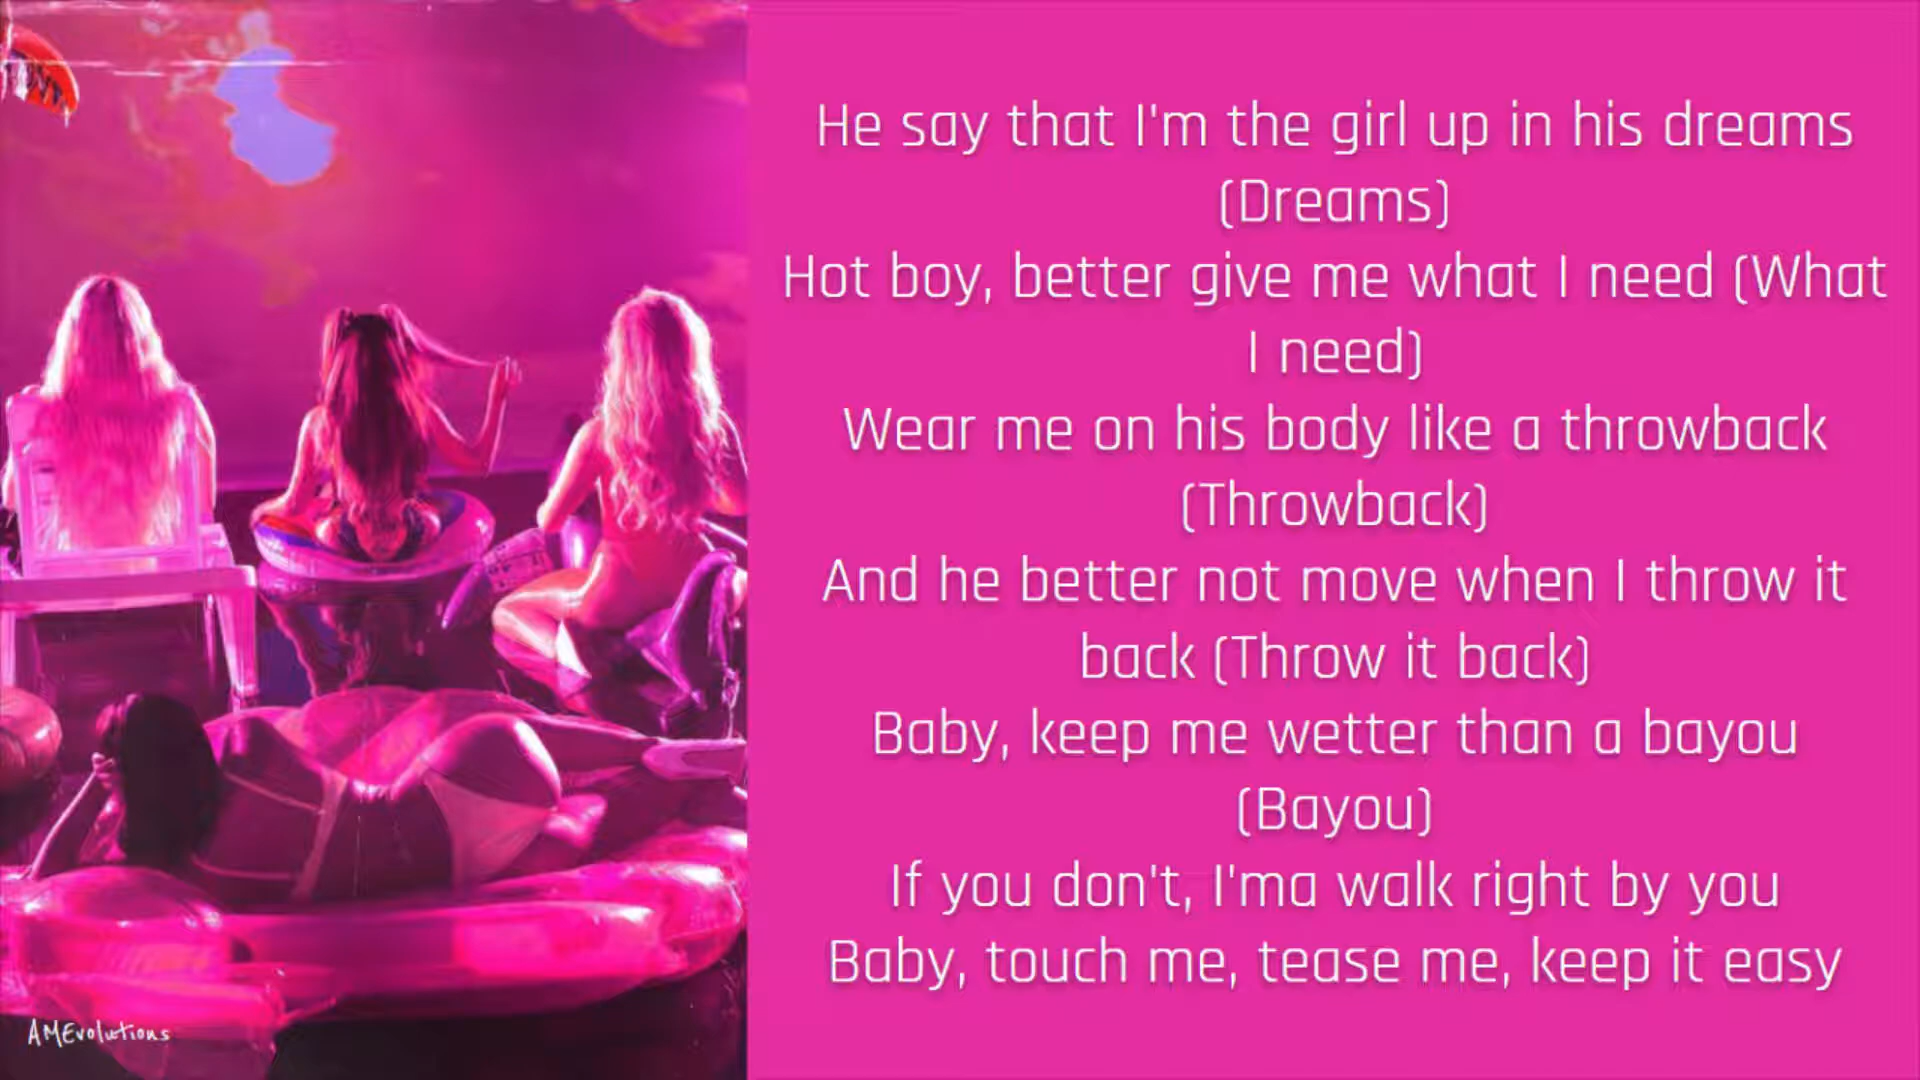 He say that I'm the girl up in his dreams
(Dreams)
Hot boy, better give me what I need (What
I need)
Wear me on his body like a throwback
(Throwback)
And he better not move when I throw it
back (Throw it back)
Baby, keep me wetter than a bayou
(Bayou)
If you don't, I'ma walk right by you
Baby, touch me, tease me, keep it easy
AMEvolutions